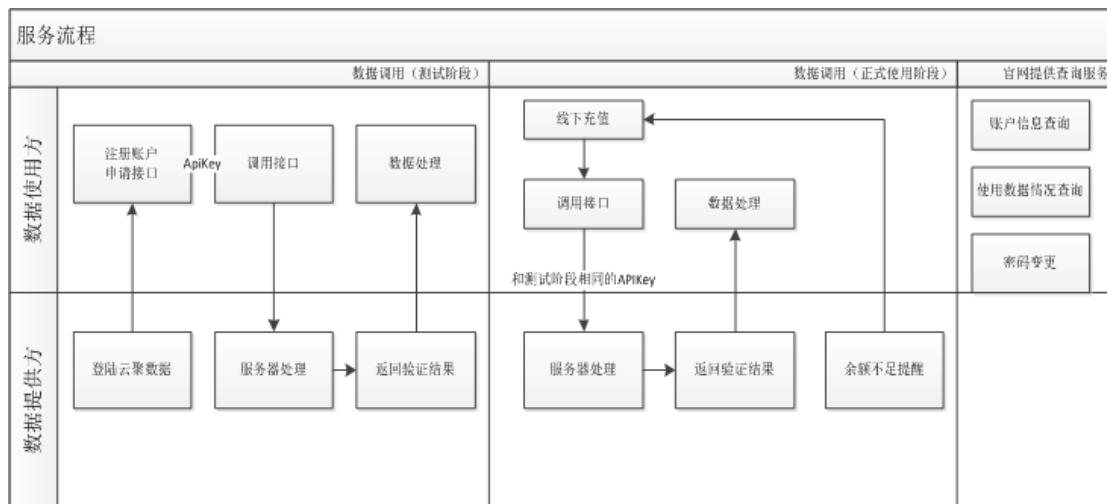 服务流程
数据调用（测试阶段）
数据调用（正式使用阶段）
官网提供查询服务
数据使用方
注册账户
申请接口
ApiKey
调用接口
数据处理
线下充值
调用接口
数据处理
和测试阶段相同的APIKey
账户信息查询
使用数据情况查询
密码变更
数据提供方
登陆云聚数据
服务器处理
返回验证结果
服务器处理
返回验证结果
余额不足提醒